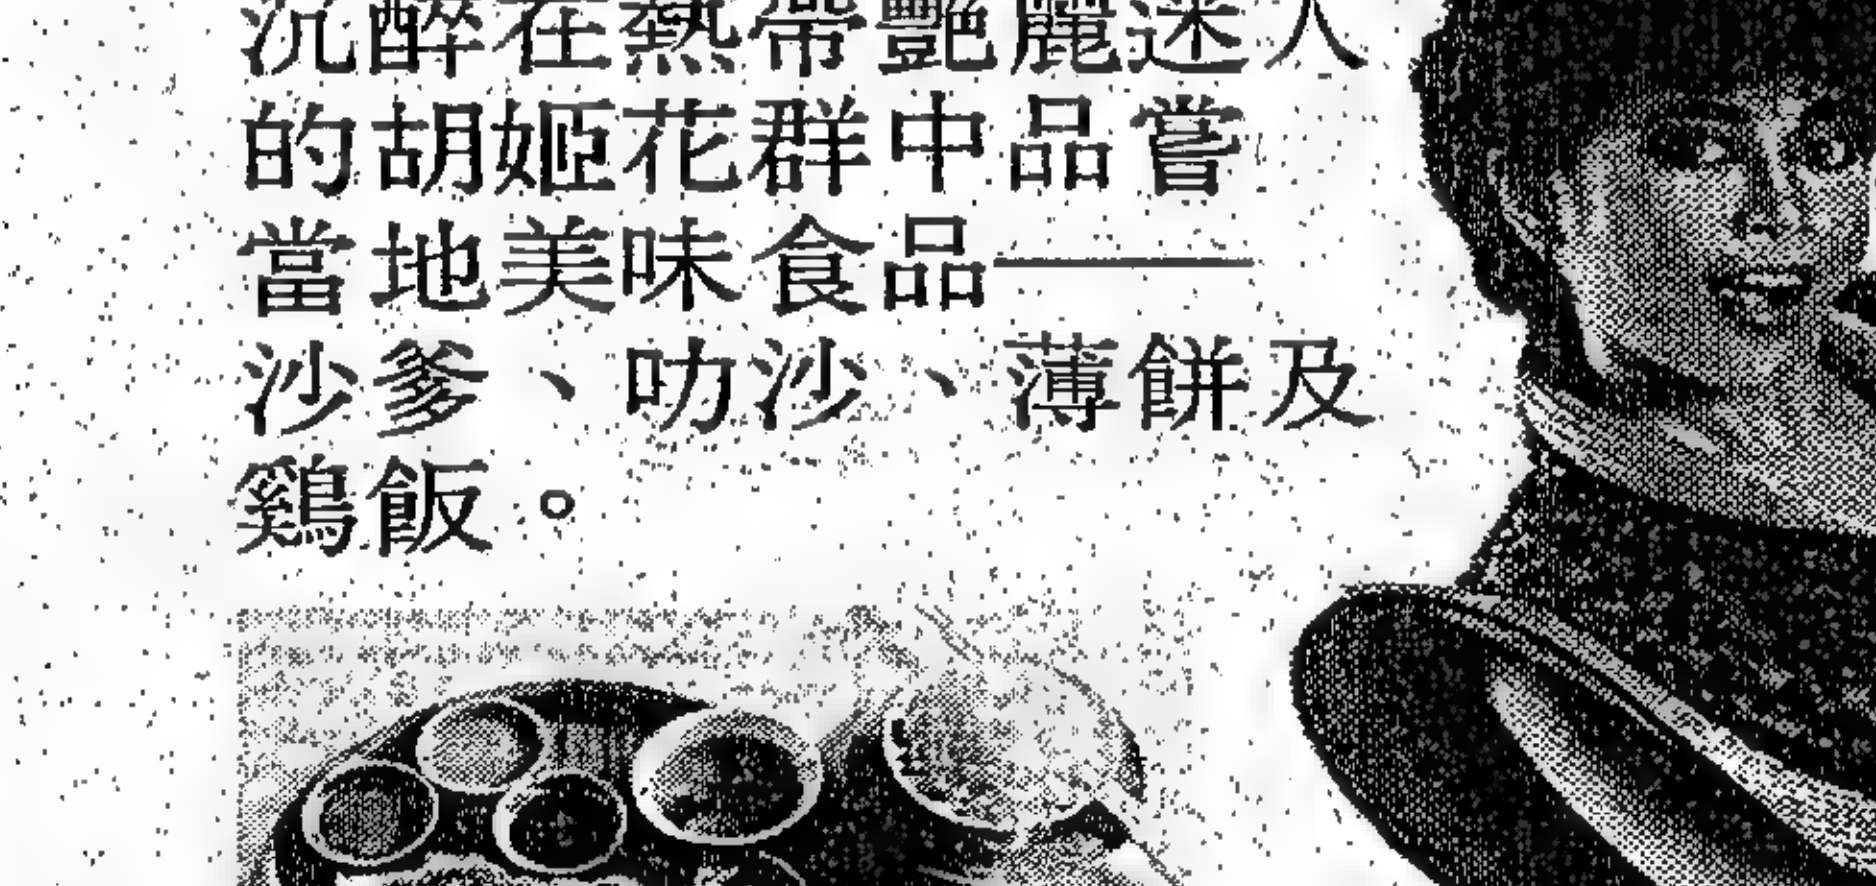 沉醉在熱帶艷麗迷人
的胡姬花群中品嘗
當地美味食品——
沙爹、叻沙、薄餅及
鷄飯。